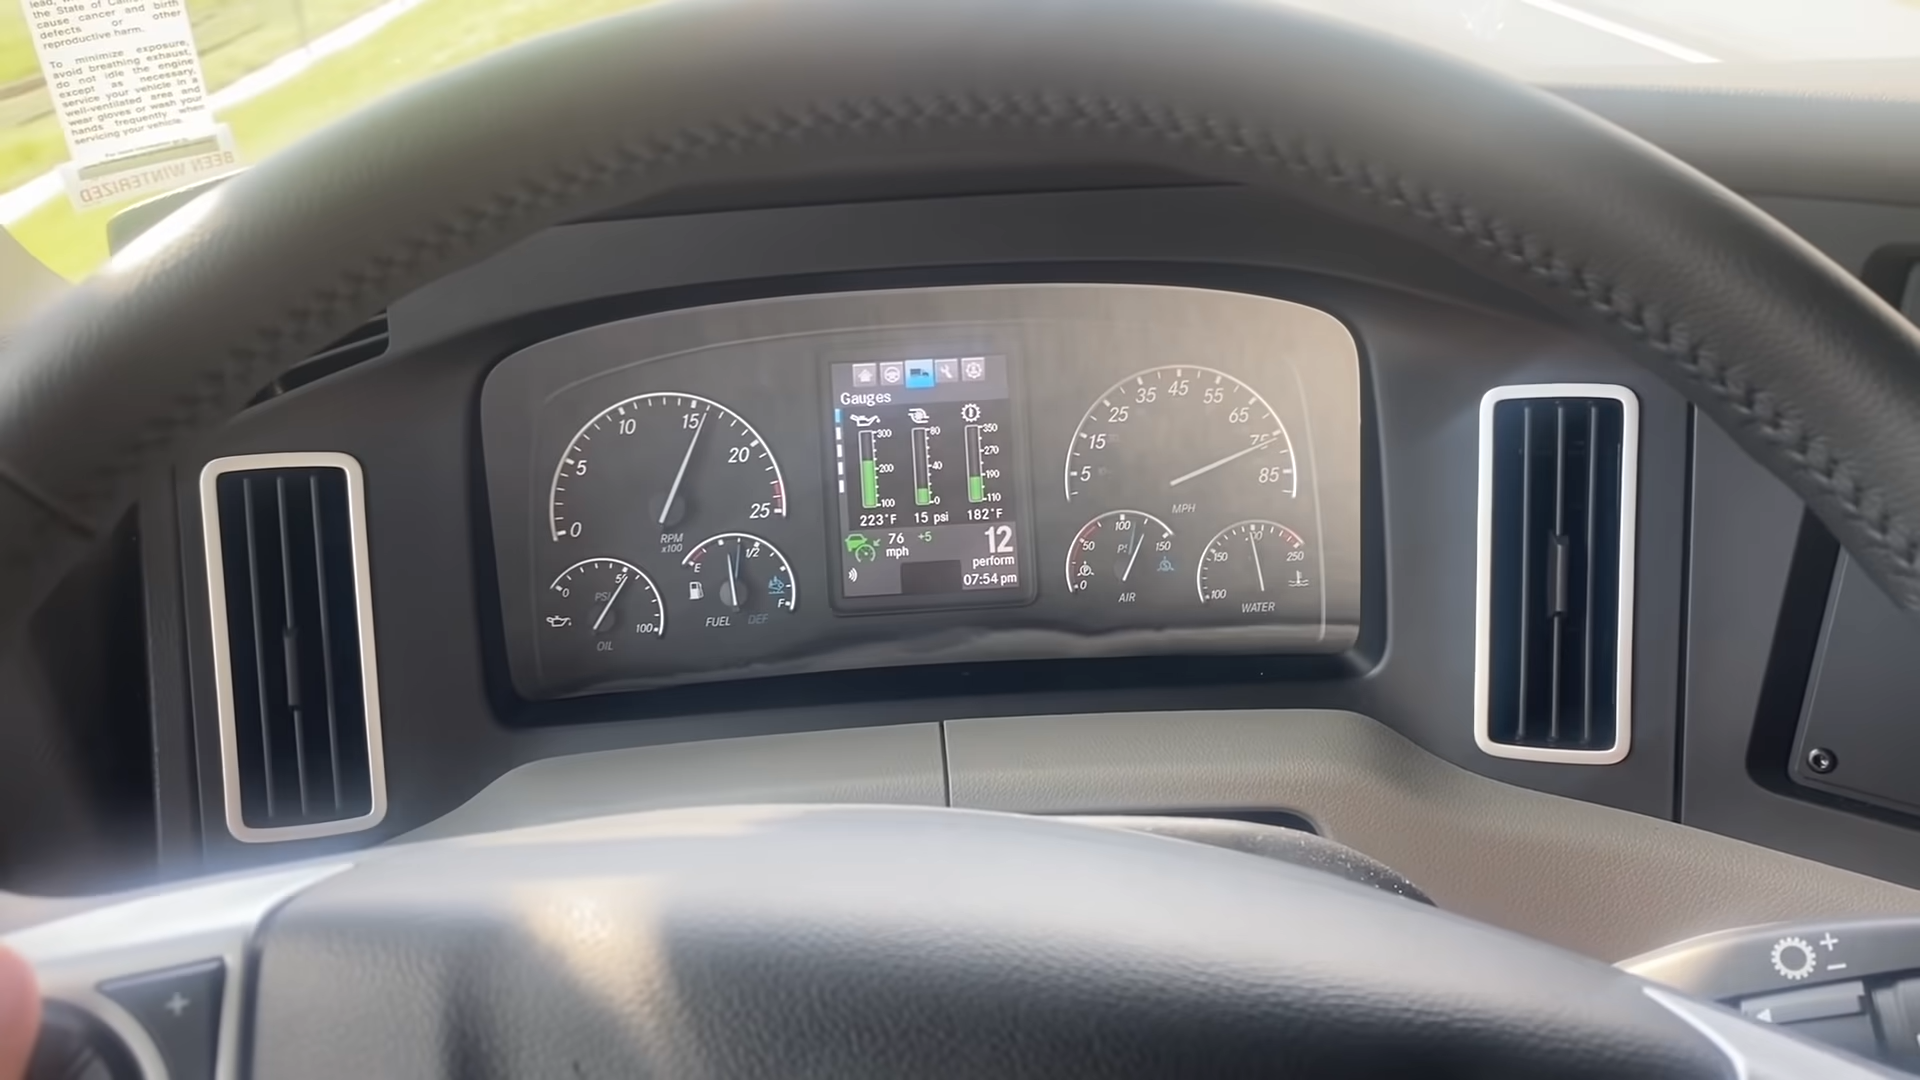 lead,
the State of Calif
cause cancer and birth
defects or other
reproductive harm.
To minimize exposure,
avoid breathing exhaust,
do not idle the engine
except as necessary,
service your vehicle in a
well-ventilated area and
wear gloves or wash your
hands frequently when
servicing your vehicle.
BEEN WINTERIZED
0
5
10
15
20
25
RPM
x100
0
PSI
100
OIL
E
1/2
F
FUEL
DEF
Gauges
300
200
100
80
40
0
350
270
190
110
223°F
15 psi
182°F
76
mph
+5
12
perform
07:54 pm
5
15
25
35
45
55
65
75
85
MPH
0
50
100
150
AIR
100
150
250
WATER
+
+
−